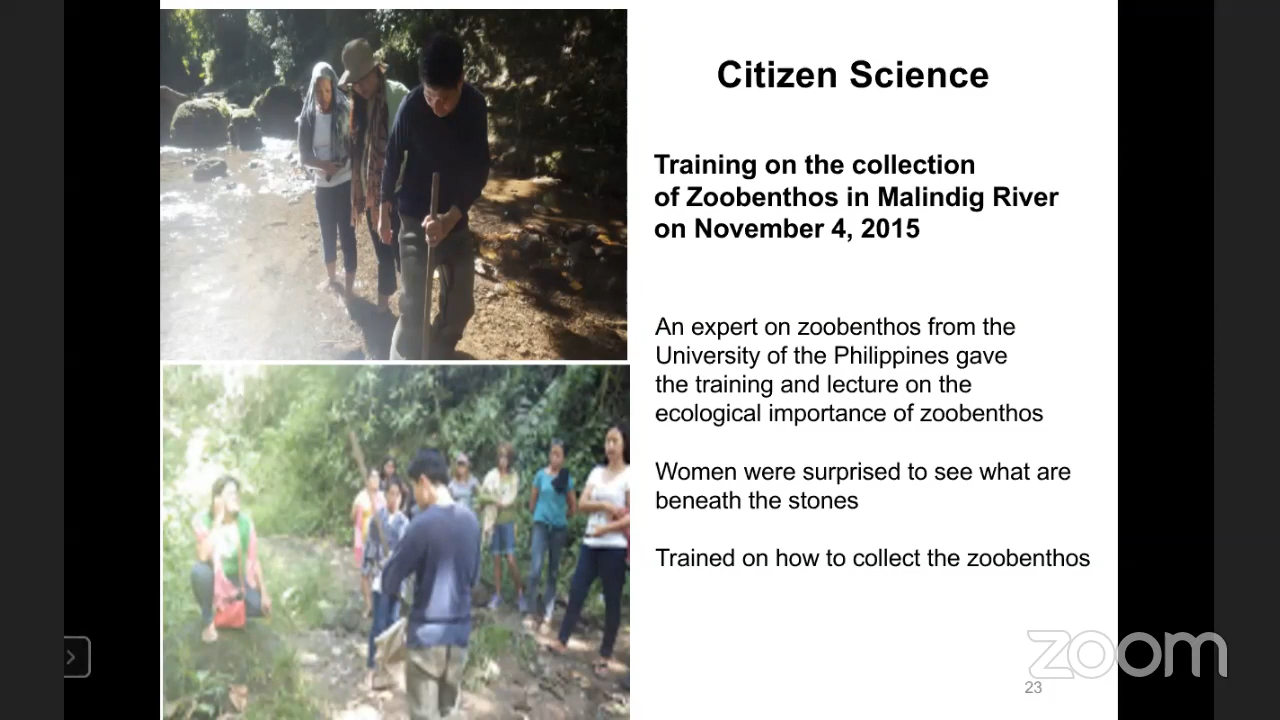 Citizen Science
Training on the collection
of Zoobenthos in Malindig River
on November 4, 2015
An expert on zoobenthos from the
University of the Philippines gave
the training and lecture on the
ecological importance of zoobenthos
Women were surprised to see what are
beneath the stones
Trained on how to collect the zoobenthos
zoom
23